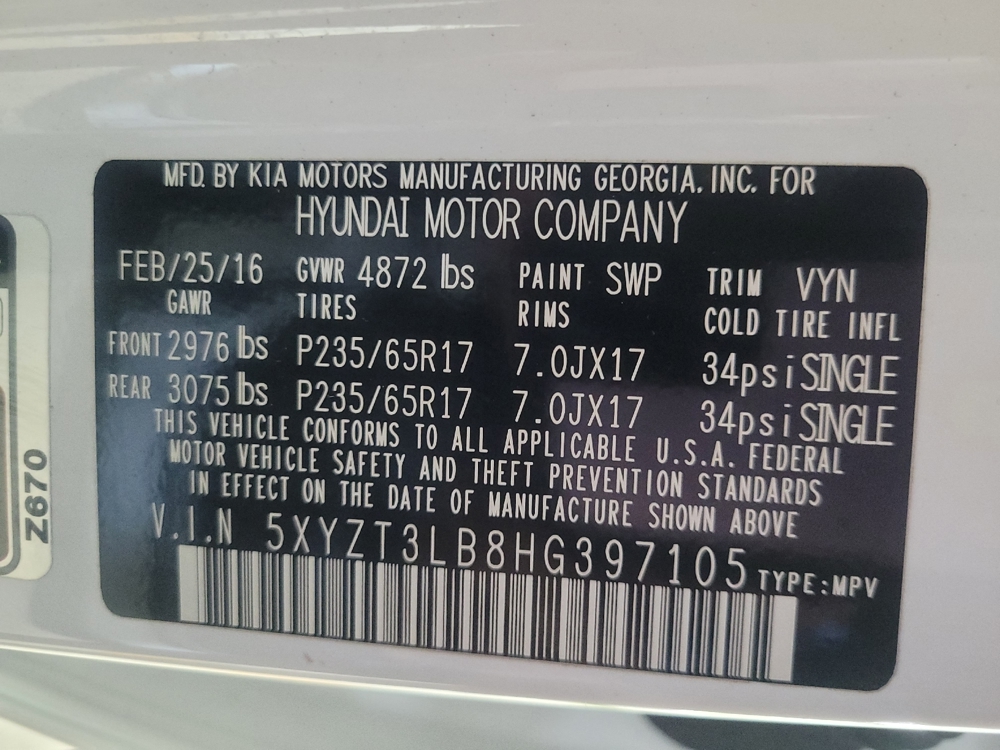 MFD. BY KIA MOTORS MANUFACTURING GEORGIA, INC. FOR
HYUNDAI MOTOR COMPANY
FEB/25/16 GVWR 4872 lbs PAINT SWP TRIM VYN
GAWR TIRES RIMS COLD TIRE INFL
FRONT 2976 lbs P235/65R17 7.0JX17 34psi SINGLE
REAR 3075 lbs P235/65R17 7.0JX17 34psi SINGLE
THIS VEHICLE CONFORMS TO ALL APPLICABLE U.S.A. FEDERAL
MOTOR VEHICLE SAFETY AND THEFT PREVENTION STANDARDS
IN EFFECT ON THE DATE OF MANUFACTURE SHOWN ABOVE
V.I.N 5XYZT3LB8HG397105 TYPE:MPV
Z670